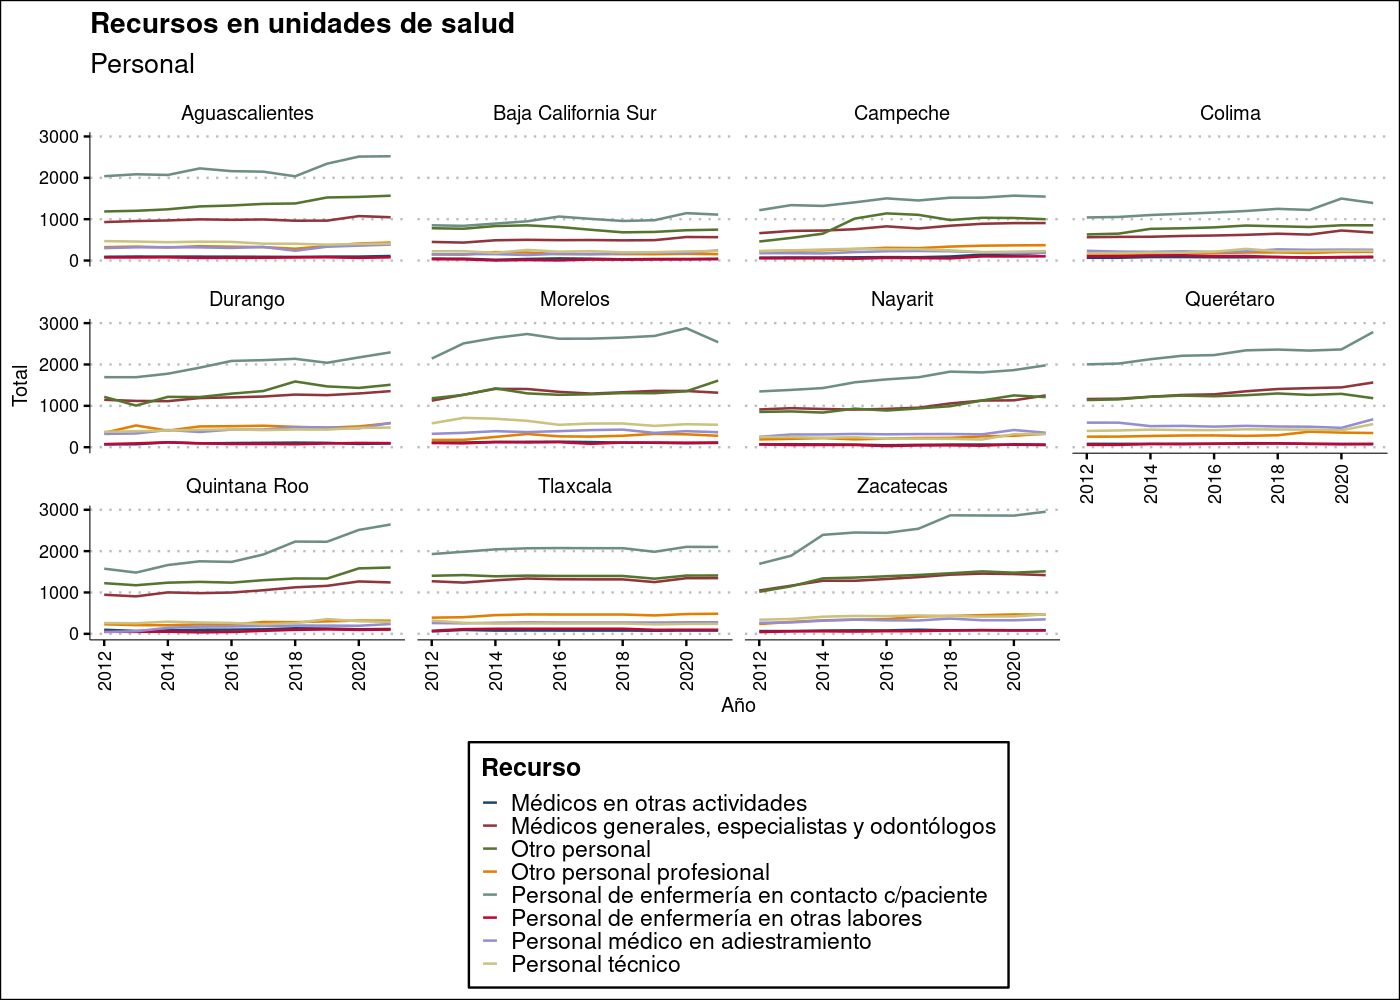 Recursos en unidades de salud
Personal
Aguascalientes Baja California Sur Campeche Colima
3000
2000
1000
0
Durango Morelos Nayarit Querétaro
3000
2000
1000
0
2012 2014 2016 2018 2020
Quintana Roo Tlaxcala Zacatecas
3000
2000
1000
0
2012 2014 2016 2018 2020 2012 2014 2016 2018 2020 2012 2014 2016 2018 2020
Total
Año
Recurso
Médicos en otras actividades
Médicos generales, especialistas y odontólogos
Otro personal
Otro personal profesional
Personal de enfermería en contacto c/paciente
Personal de enfermería en otras labores
Personal médico en adiestramiento
Personal técnico